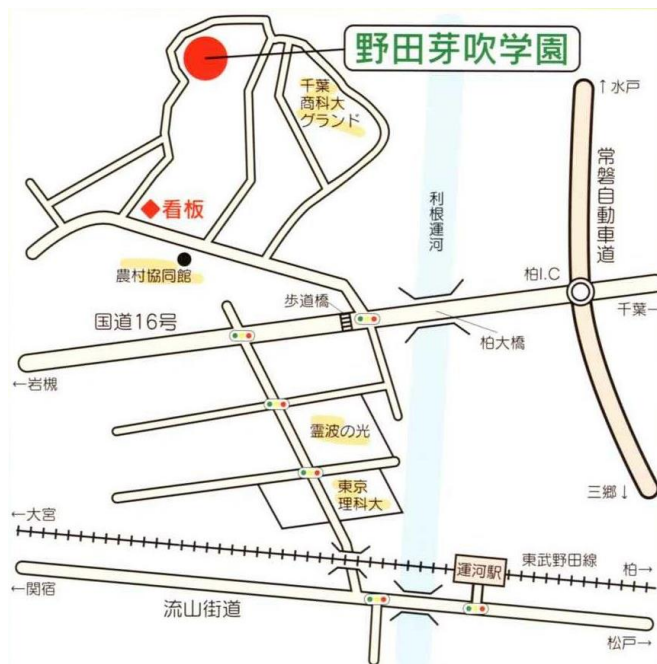 野田芽吹学園
千葉
商科大
グランド
↑水戸
常磐自動車道
利根運河
◆看板
農村協同館
柏I.C
歩道橋
国道16号
千葉→
柏大橋
←岩槻
霊波の光
東京
理科大
三郷↓
←大宮
東武野田線
運河駅
柏→
←関宿
流山街道
松戸→